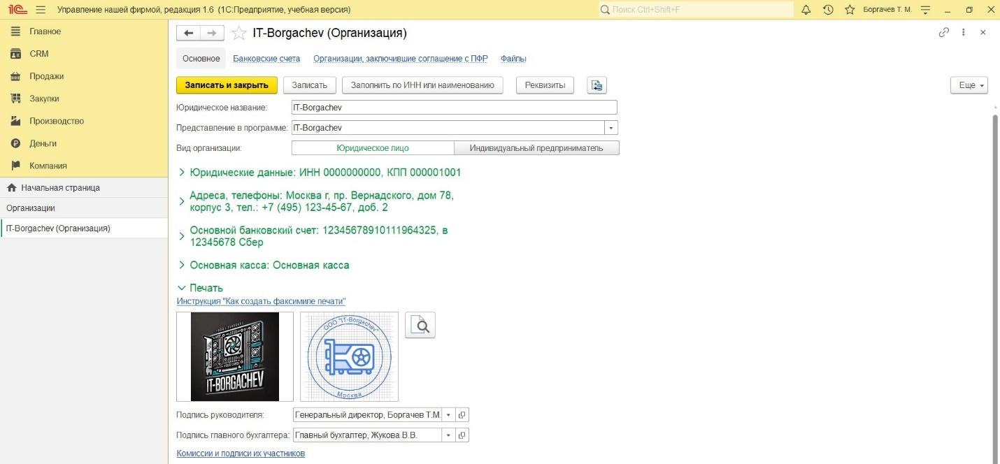 1С Управление нашей фирмой, редакция 1.6 (1С:Предприятие, учебная версия) Поиск Ctrl+Shift+F Боргачев Т. М.
Главное
CRM
Продажи
Закупки
Производство
Деньги
Компания
Начальная страница
Организации
IT-Borgachev (Организация)
IT-Borgachev (Организация)
Основное Банковские счета Организации, заключившие соглашение с ПФР Файлы
Записать и закрыть Записать Заполнить по ИНН или наименованию Реквизиты Еще
Юридическое название: IT-Borgachev
Представление в программе: IT-Borgachev
Вид организации: Юридическое лицо Индивидуальный предприниматель
Юридические данные: ИНН 0000000000, КПП 000001001
Адреса, телефоны: Москва г, пр. Вернадского, дом 78,
корпус 3, тел.: +7 (495) 123-45-67, доб. 2
Основной банковский счет: 12345678910111964325, в
12345678 Сбер
Основная касса: Основная касса
Печать
Инструкция "Как создать факсимиле печати"
IT-BORGACHEV
ООО "IT-Borgachev"
Москва
Подпись руководителя: Генеральный директор, Боргачев Т.М.
Подпись главного бухгалтера: Главный бухгалтер, Жукова В.В.
Комиссии и подписи их участников